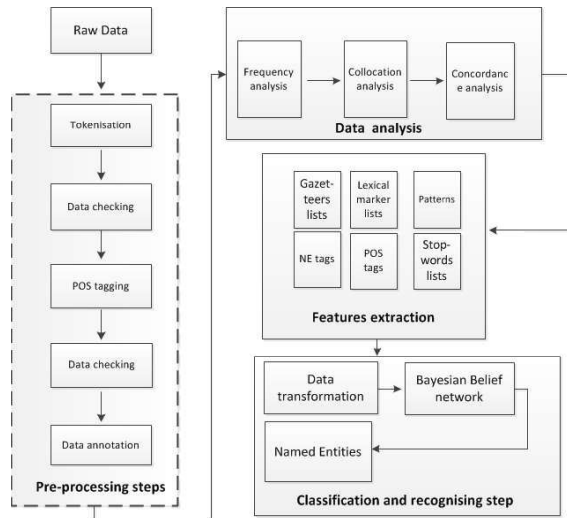 Raw Data
Tokenisation
Data checking
POS tagging
Data checking
Data annotation
Pre-processing steps
Frequency
analysis
Collocation
analysis
Concordanc
e analysis
Data analysis
Gazet-
teers
lists
Lexical
marker
lists
Patterns
NE tags
POS
tags
Stop-
words
lists
Features extraction
Data
transformation
Bayesian Belief
network
Named Entities
Classification and recognising step